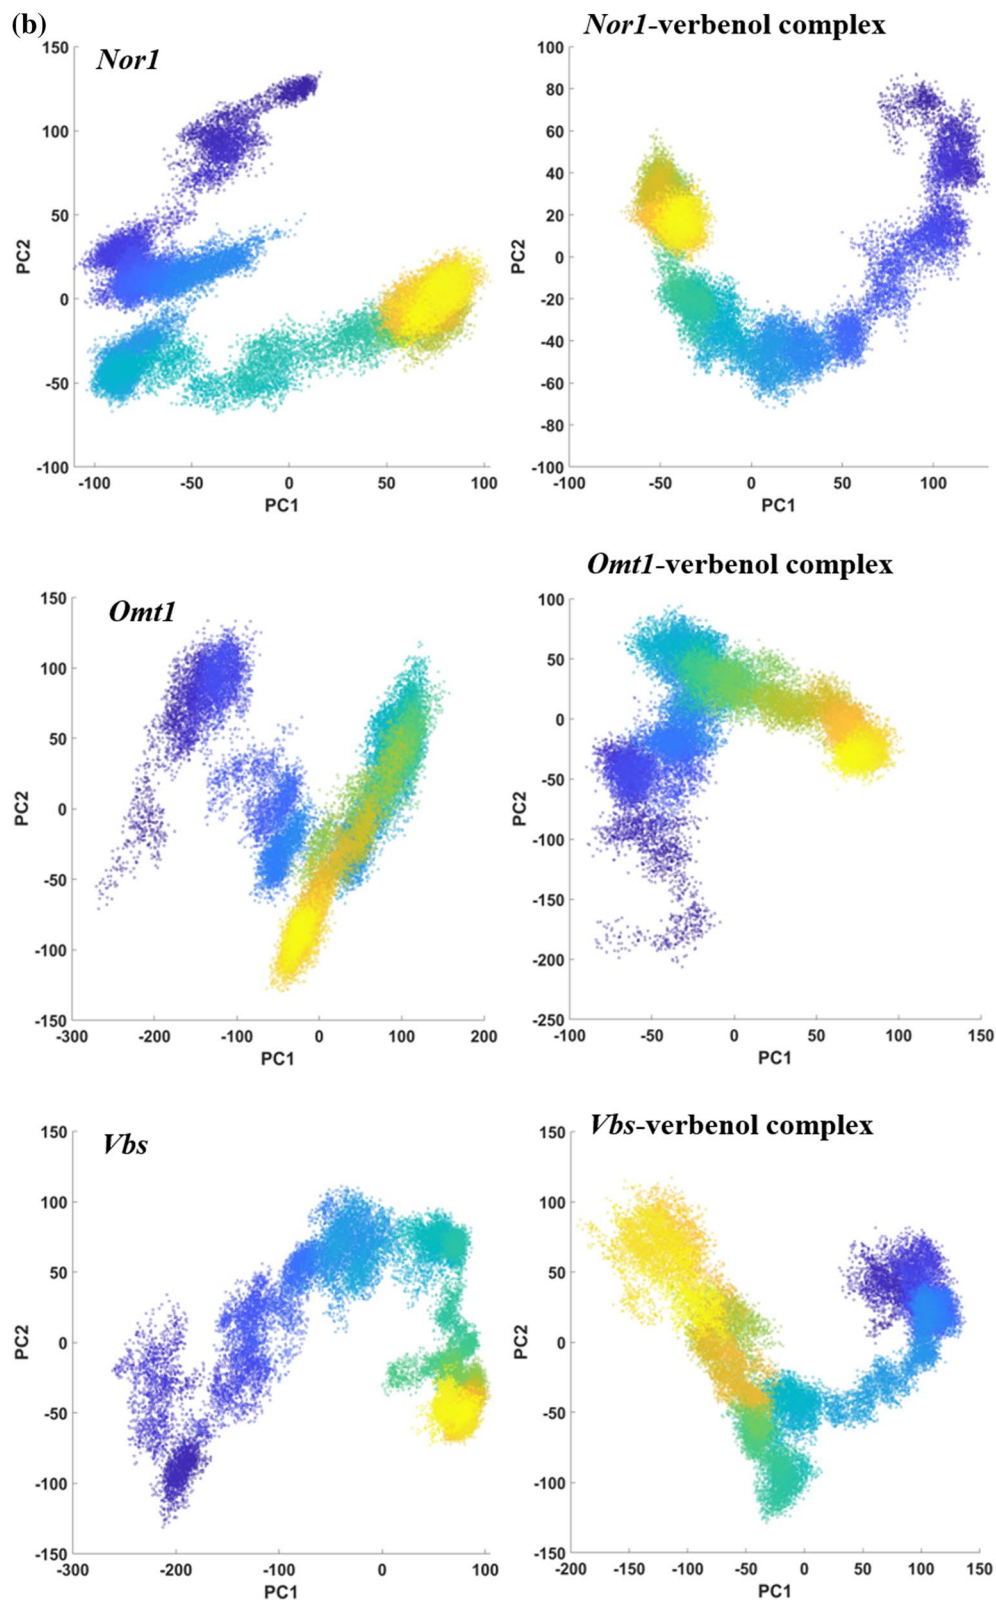 (b)
Nor1
Nor1-verbenol complex
150
100
50
0
-50
-100
PC2
-100 -50 0 50 100
PC1
100
80
60
40
20
0
-20
-40
-60
-80
-100
PC2
-100 -50 0 50 100
PC1
Omt1
Omt1-verbenol complex
150
100
50
0
-50
-100
-150
PC2
-300 -200 -100 0 100 200
PC1
100
50
0
-50
-100
-150
-200
-250
PC2
-100 -50 0 50 100 150
PC1
Vbs
Vbs-verbenol complex
150
100
50
0
-50
-100
-150
PC2
-300 -200 -100 0 100
PC1
150
100
50
0
-50
-100
-150
PC2
-200 -150 -100 -50 0 50 100 150
PC1